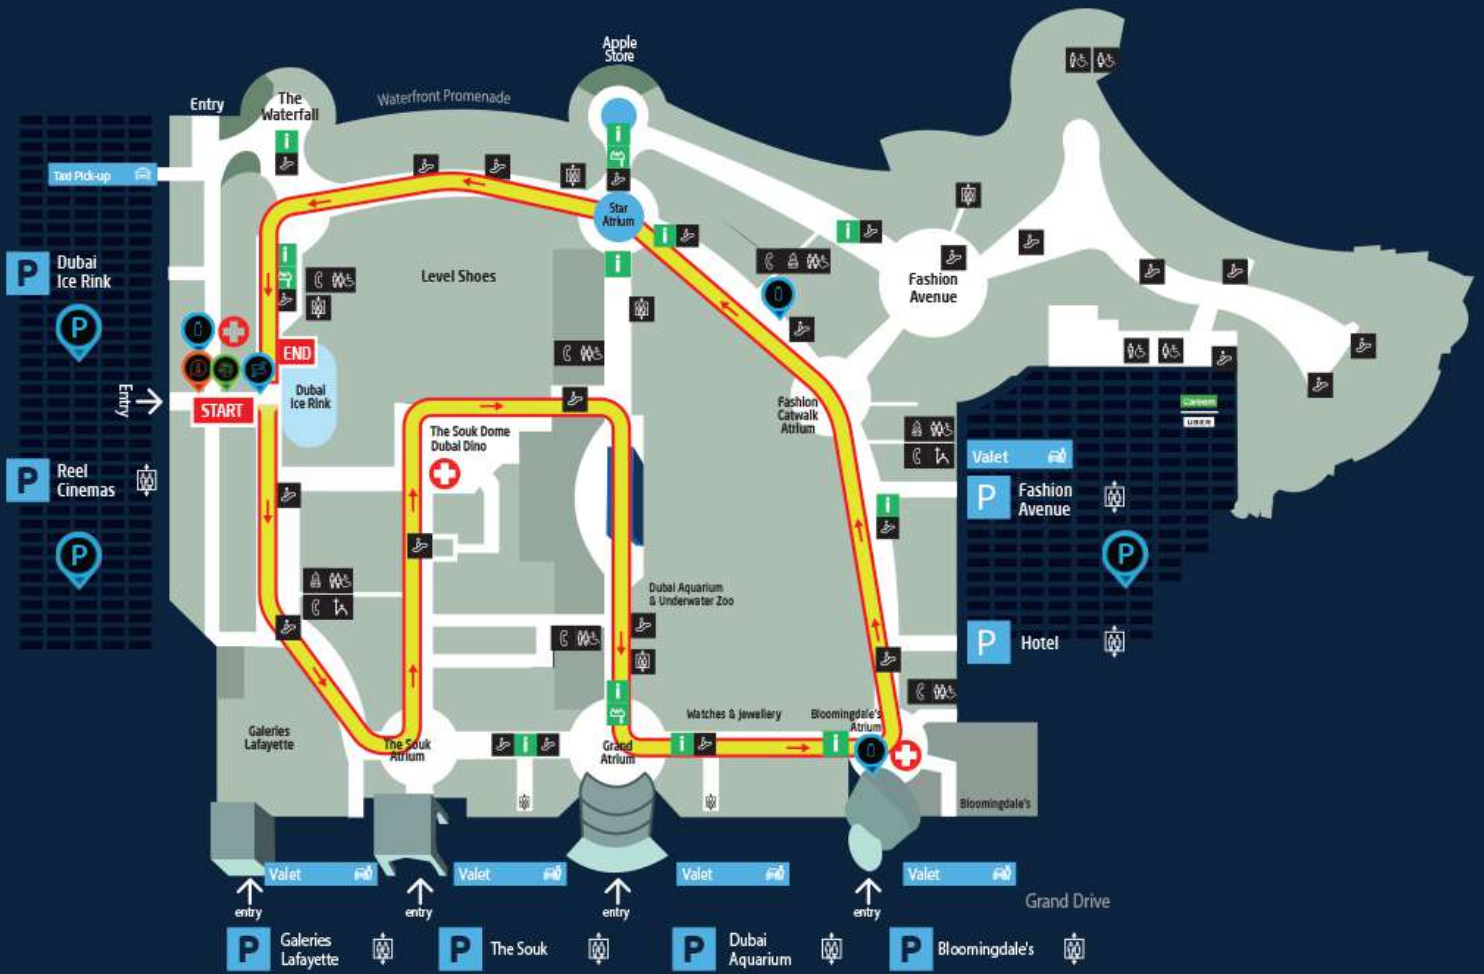 Apple
Store
Entry
The
Waterfall
Waterfront Promenade
Taxi Pick-up
Star
Atrium
P
Dubai
Ice Rink
P
Level Shoes
Fashion
Avenue
END
START
Entry
Dubai
Ice Rink
Fashion
Catwalk
Atrium
Careem
UBER
The Souk Dome
Dubai Dino
P
Reel
Cinemas
P
Valet
P
Fashion
Avenue
P
Dubai Aquarium
& Underwater Zoo
P
Hotel
Galeries
Lafayette
The Souk
Atrium
Grand
Atrium
Watches & Jewellery
Bloomingdale's
Atrium
Bloomingdale's
Valet
Valet
Valet
Valet
entry
entry
entry
entry
Grand Drive
P
Galeries
Lafayette
P
The Souk
P
Dubai
Aquarium
P
Bloomingdale's